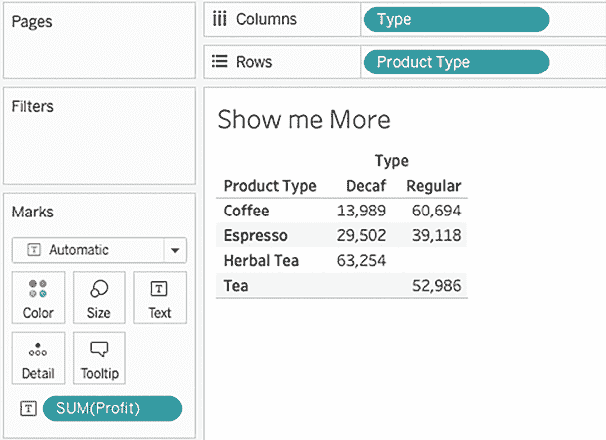 Pages
Columns Type
Rows Product Type
Filters
Show me More
Type
Product Type Decaf Regular
Coffee 13,989 60,694
Espresso 29,502 39,118
Herbal Tea 63,254
Tea 52,986
Marks
T Automatic
Color Size T Text
Detail Tooltip
T SUM(Profit)